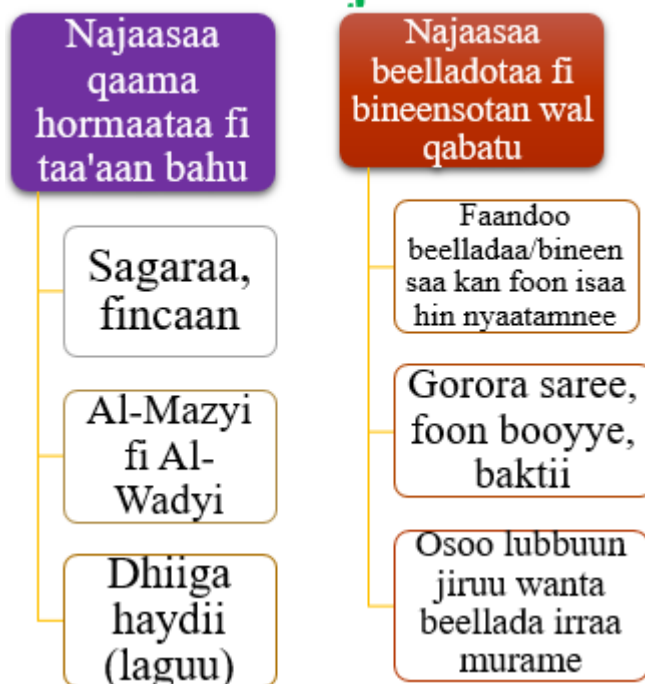 Najaasaa
qaama
hormaataa fi
taa'aan bahu
Sagaraa,
fincaan
Al-Mazyi
fi Al-
Wadyi
Dhiiga
haydii
(laguu)
Najaasaa
beelladotaa fi
bineensotan wal
qabatu
Faandoo
beelladaa/bineen
saa kan foon isaa
hin nyaatamnee
Gorora saree,
foon booyye,
baktii
Osoo lubbuun
jiruu wanta
beellada irraa
murame